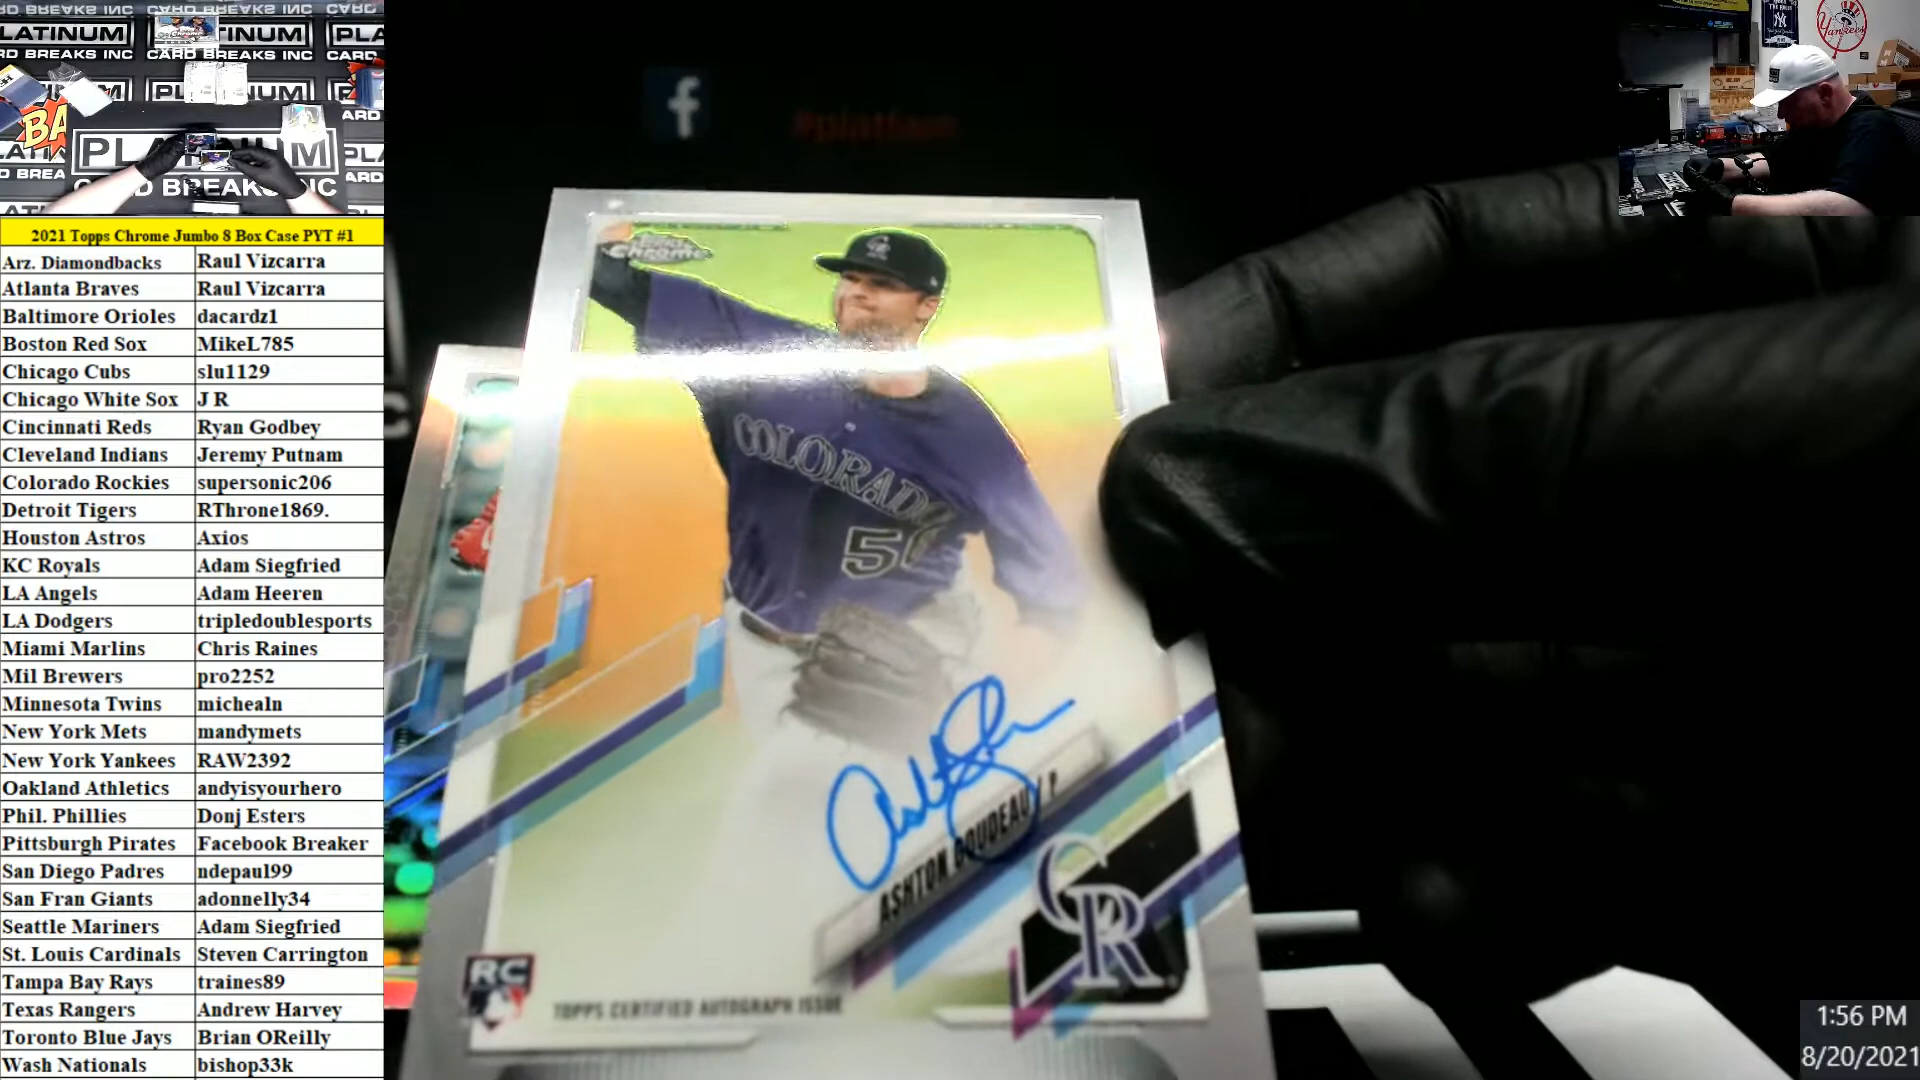 PLATINUM
CARD BREAKS INC
PLATINUM
CARD BREAKS INC
2021 Topps Chrome Jumbo 8 Box Case PYT #1
Arz. Diamondbacks Raul Vizcarra
Atlanta Braves Raul Vizcarra
Baltimore Orioles dacardz1
Boston Red Sox MikeL785
Chicago Cubs slu1129
Chicago White Sox J R
Cincinnati Reds Ryan Godbey
Cleveland Indians Jeremy Putnam
Colorado Rockies supersonic206
Detroit Tigers RThrone1869.
Houston Astros Axios
KC Royals Adam Siegfried
LA Angels Adam Heeren
LA Dodgers tripledoublesports
Miami Marlins Chris Raines
Mil Brewers pro2252
Minnesota Twins michealn
New York Mets mandymets
New York Yankees RAW2392
Oakland Athletics andyisyourhero
Phil. Phillies Donj Esters
Pittsburgh Pirates Facebook Breaker
San Diego Padres ndepaul99
San Fran Giants adonnelly34
Seattle Mariners Adam Siegfried
St. Louis Cardinals Steven Carrington
Tampa Bay Rays traines89
Texas Rangers Andrew Harvey
Toronto Blue Jays Brian OReilly
Wash Nationals bishop33k
f
Topps
Chrome
COLORADO
ASHTON GOUDEAU / P
CR
RC
TOPPS CERTIFIED AUTOGRAPH ISSUE
Yankees
1:56 PM
8/20/2021